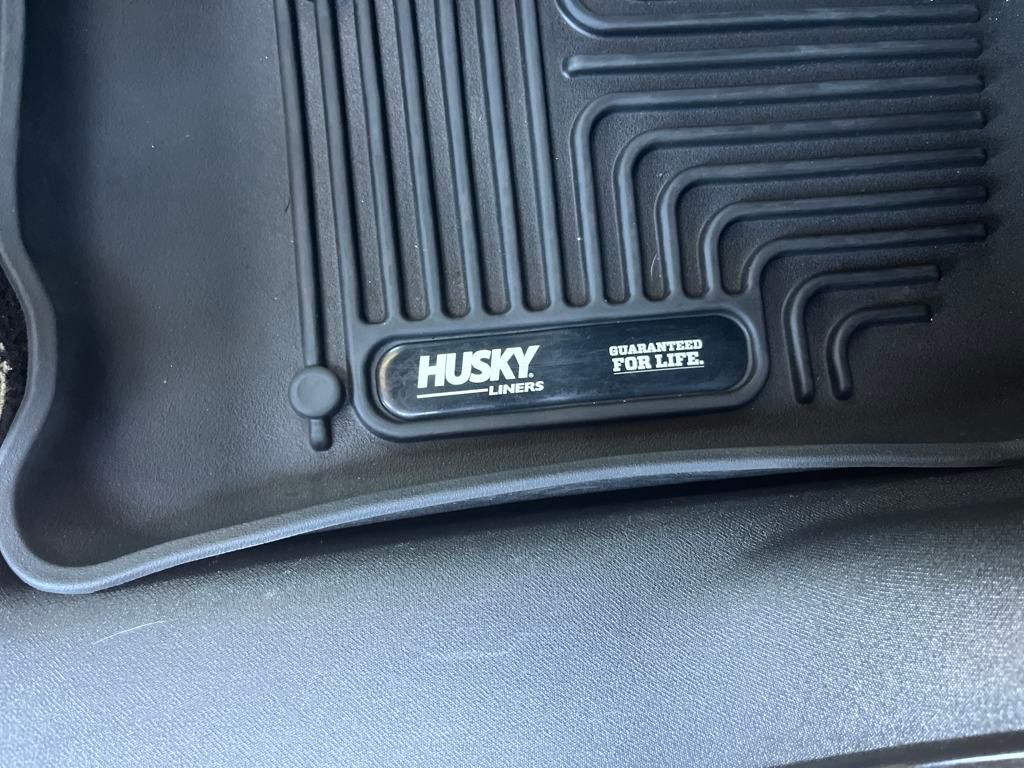 HUSKY
LINERS
GUARANTEED
FOR LIFE.